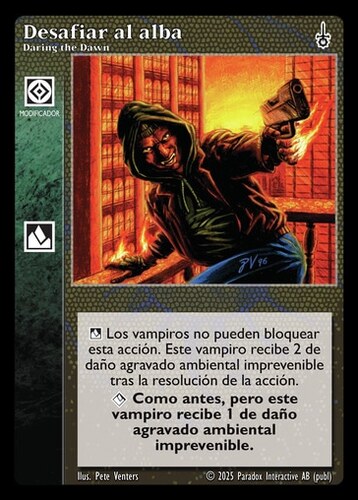 Desafiar al alba
Daring the Dawn
MODIFICADOR
PV 96
Los vampiros no pueden bloquear
esta acción. Este vampiro recibe 2 de
daño agravado ambiental imprevenible
tras la resolución de la acción.
Como antes, pero este
vampiro recibe 1 de daño
agravado ambiental
imprevenible.
Ilus. Pete Venters © 2025 Paradox Interactive AB (publ)